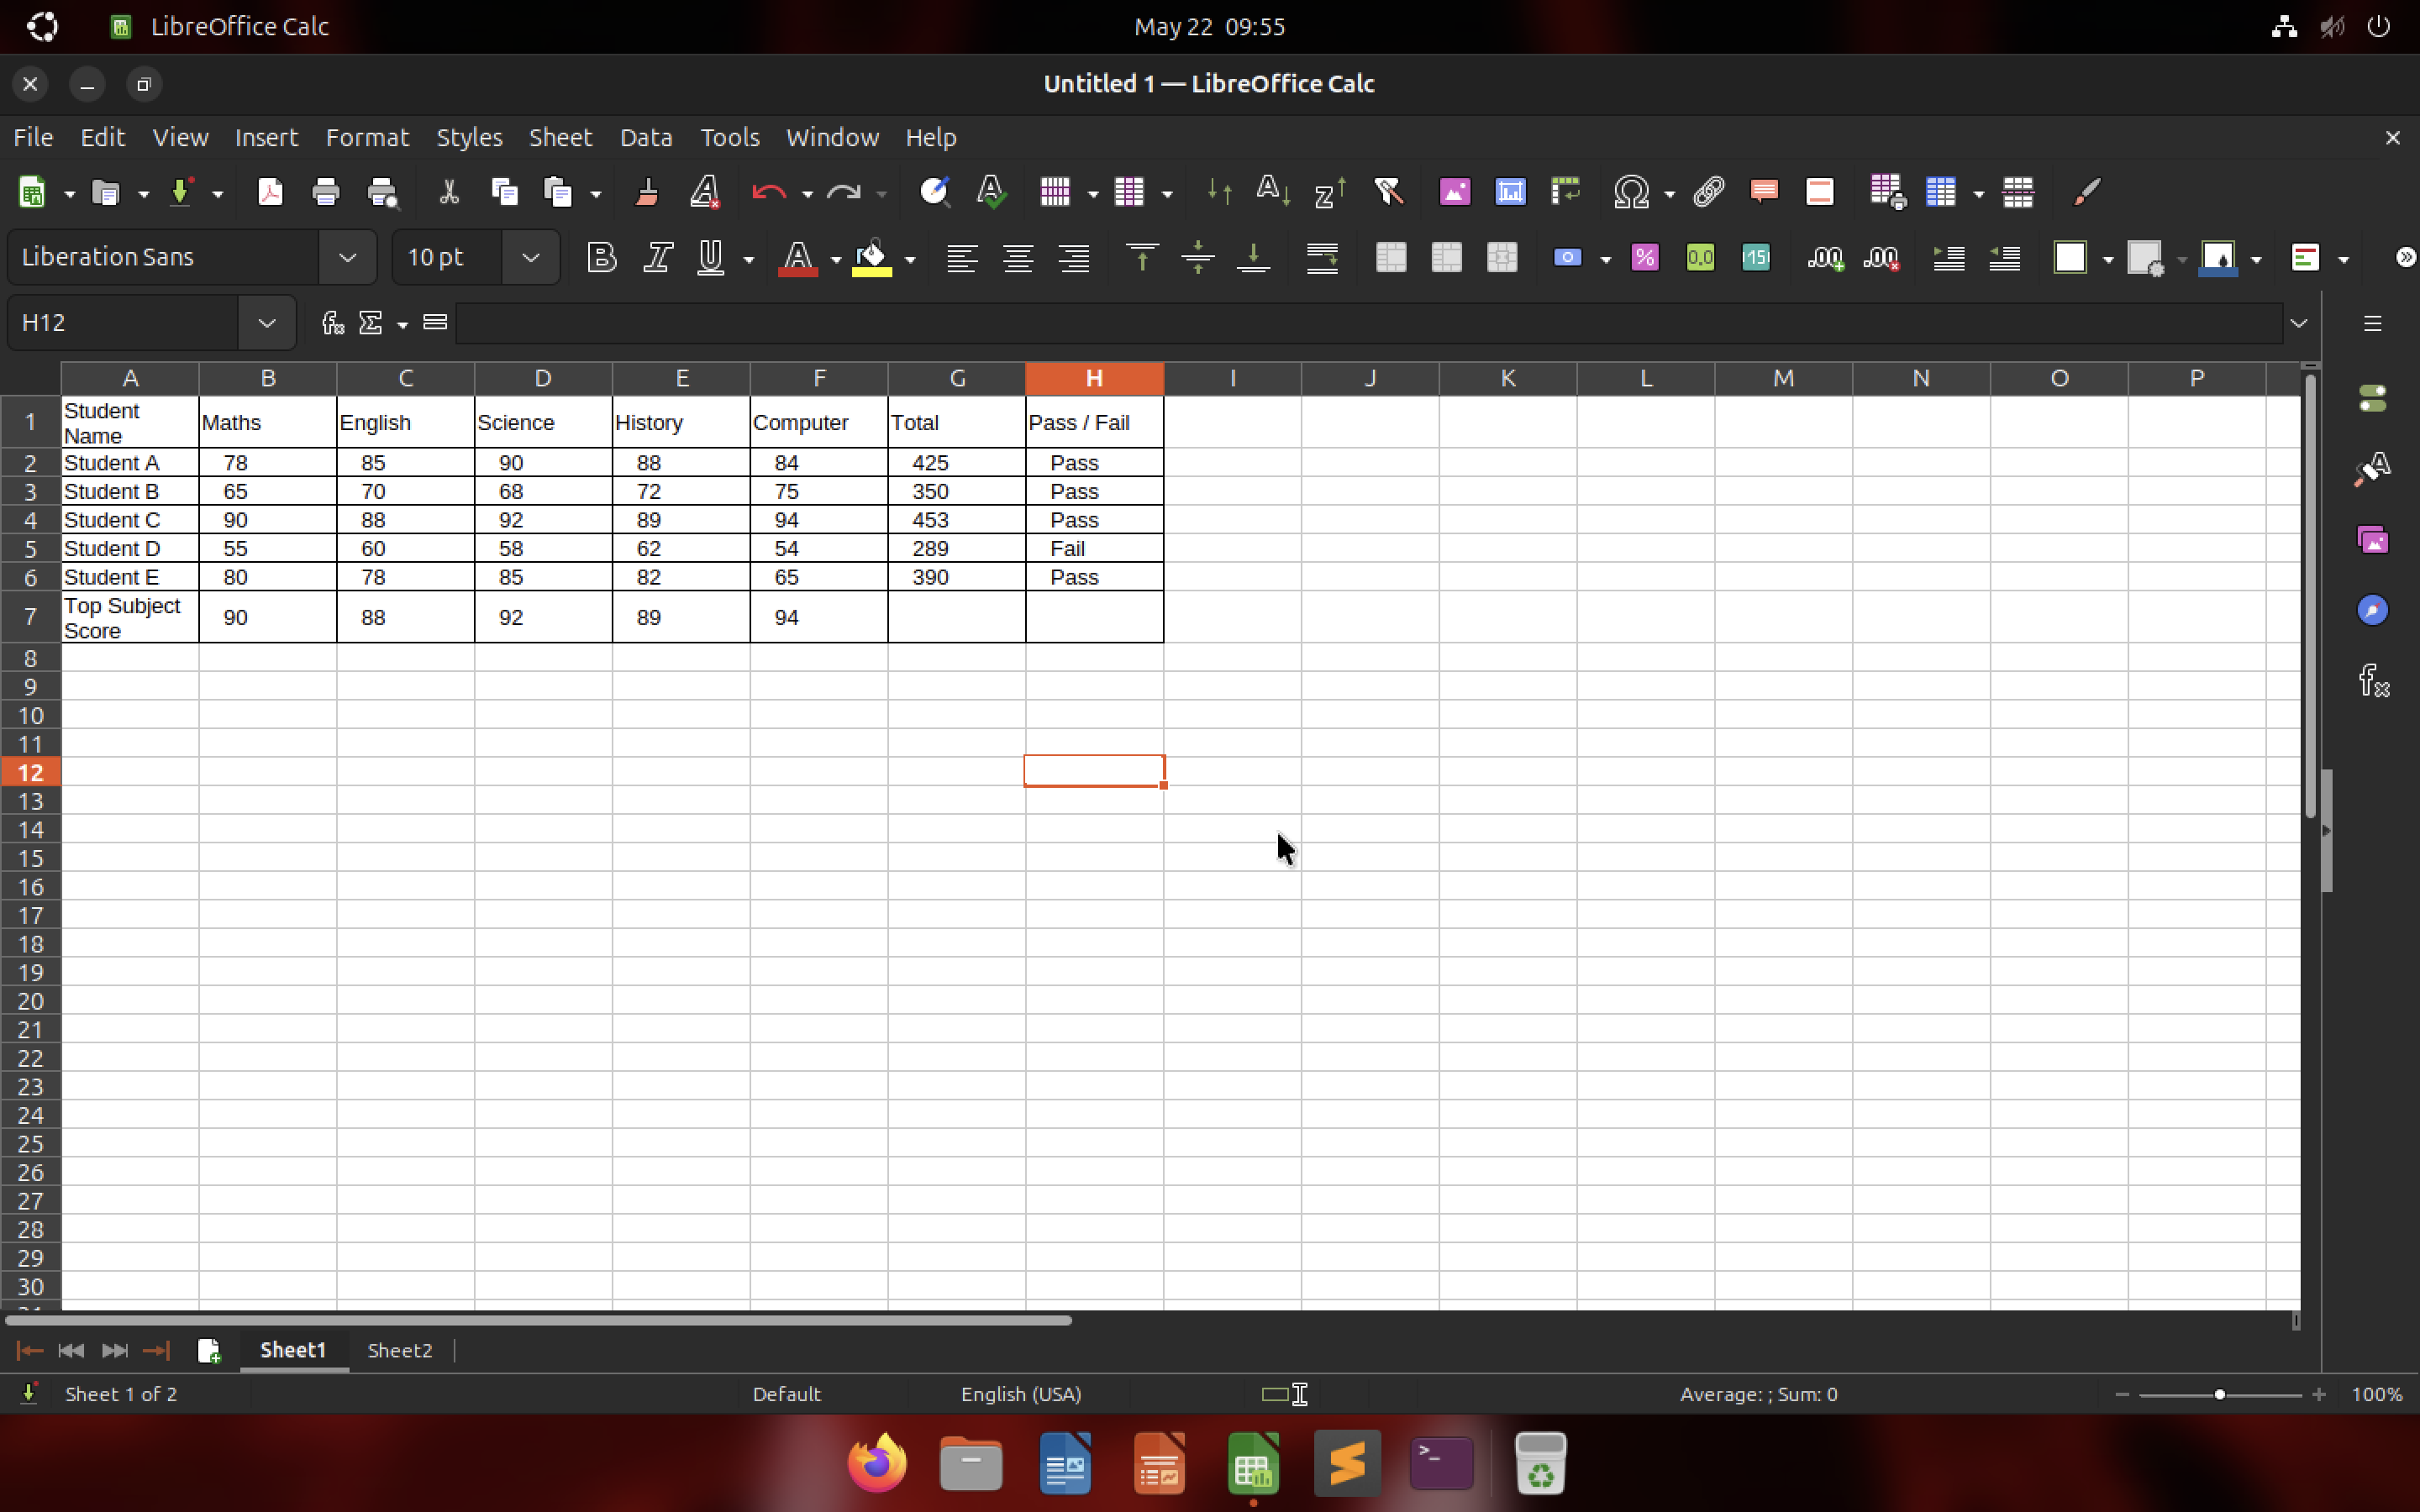 LibreOffice Calc
May 22 09:55
Untitled 1 — LibreOffice Calc
File Edit View Insert Format Styles Sheet Data Tools Window Help
Liberation Sans 10 pt
H12
A B C D E F G H I J K L M N O P
1 Student Name Maths English Science History Computer Total Pass / Fail
2 Student A 78 85 90 88 84 425 Pass
3 Student B 65 70 68 72 75 350 Pass
4 Student C 90 88 92 89 94 453 Pass
5 Student D 55 60 58 62 54 289 Fail
6 Student E 80 78 85 82 65 390 Pass
7 Top Subject Score 90 88 92 89 94
8
9
10
11
12
13
14
15
16
17
18
19
20
21
22
23
24
25
26
27
28
29
30
Sheet1 Sheet2
Sheet 1 of 2 Default English (USA) Average: ; Sum: 0 100%